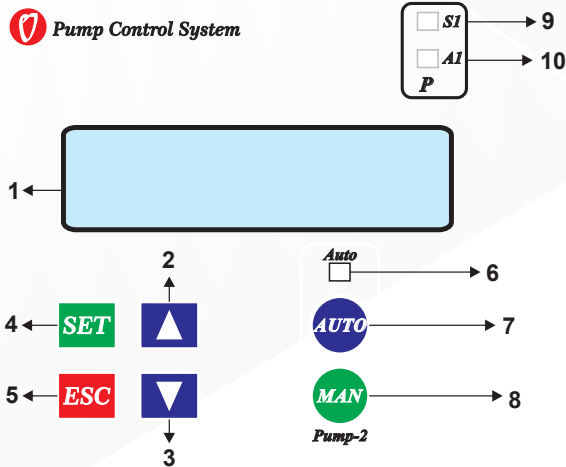 Pump Control System
S1
9
A1
10
P
1
2
Auto
6
4
SET
AUTO
7
5
ESC
MAN
8
3
Pump-2